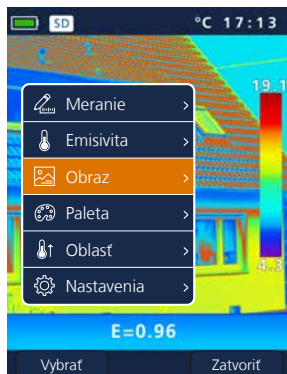 SD °C 17:13
19.1
Meranie
Emisivita
Obraz
Paleta
Oblasť
Nastavenia
4.3
E=0.96
Vybrať Zatvoriť